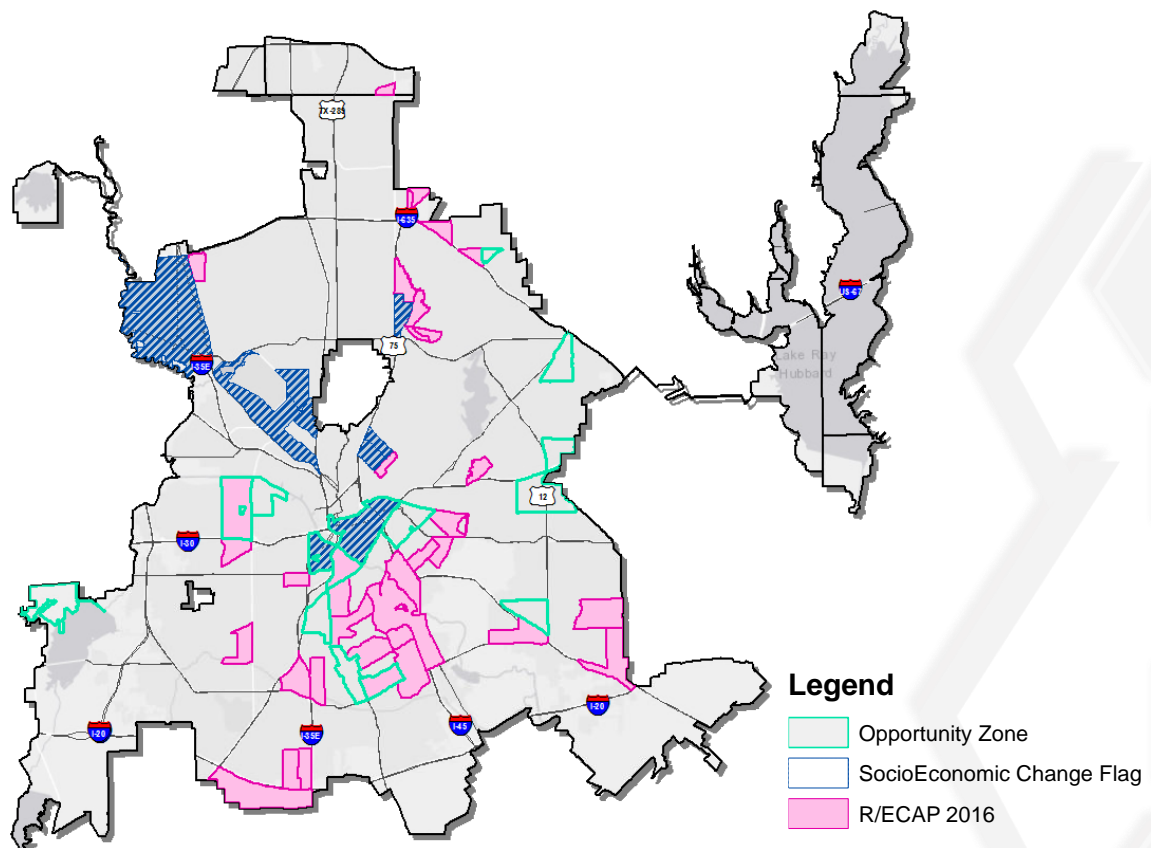 TX-289
I-635
US-67
75
I-35E
Lake Ray
Hubbard
12
I-30
Legend
I-20
I-20
I-35E
I-45
Opportunity Zone
SocioEconomic Change Flag
R/ECAP 2016